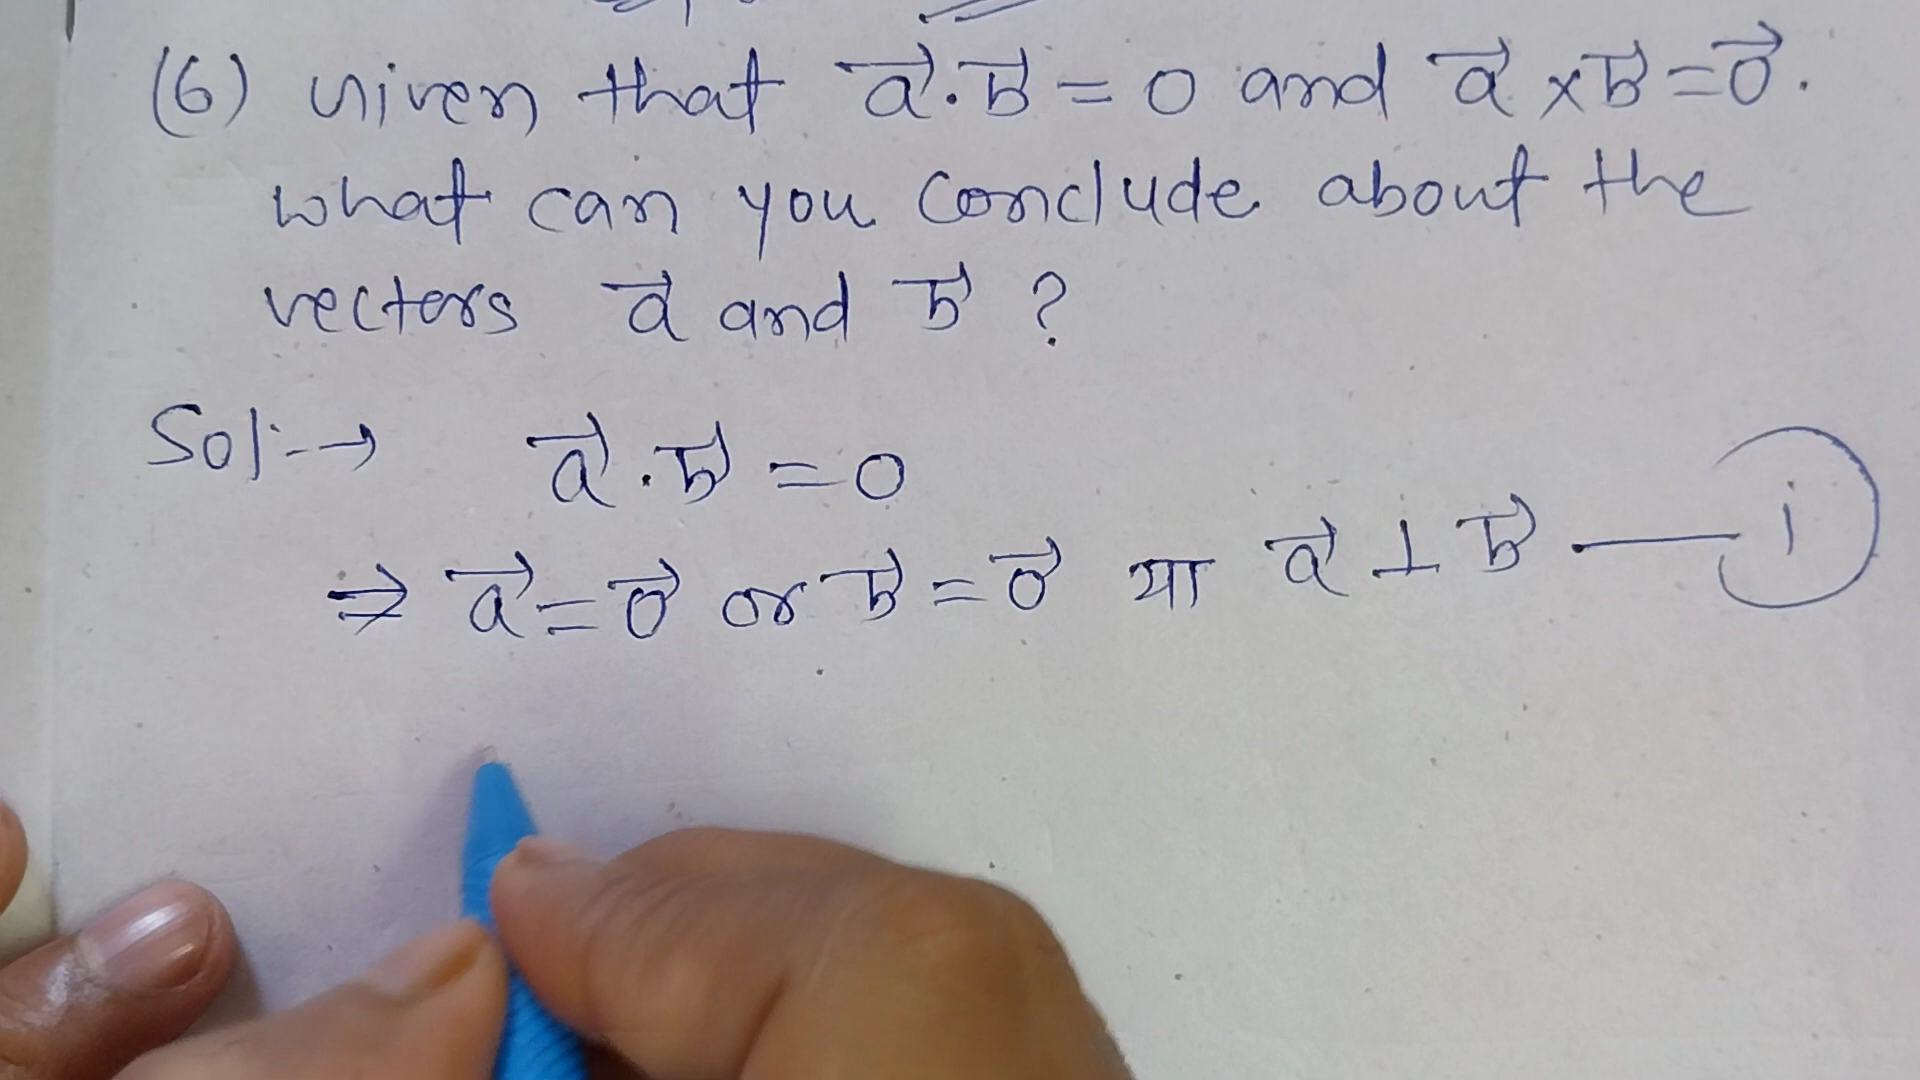 (6) Given that a⃗.b⃗ = 0 and a⃗ × b⃗ = 0⃗.
what can you conclude about the
vectors a⃗ and b⃗ ?
Sol:→ a⃗.b⃗ = 0
⇒ a⃗ = 0⃗ or b⃗ = 0⃗ या a⃗ ⊥ b⃗ — i